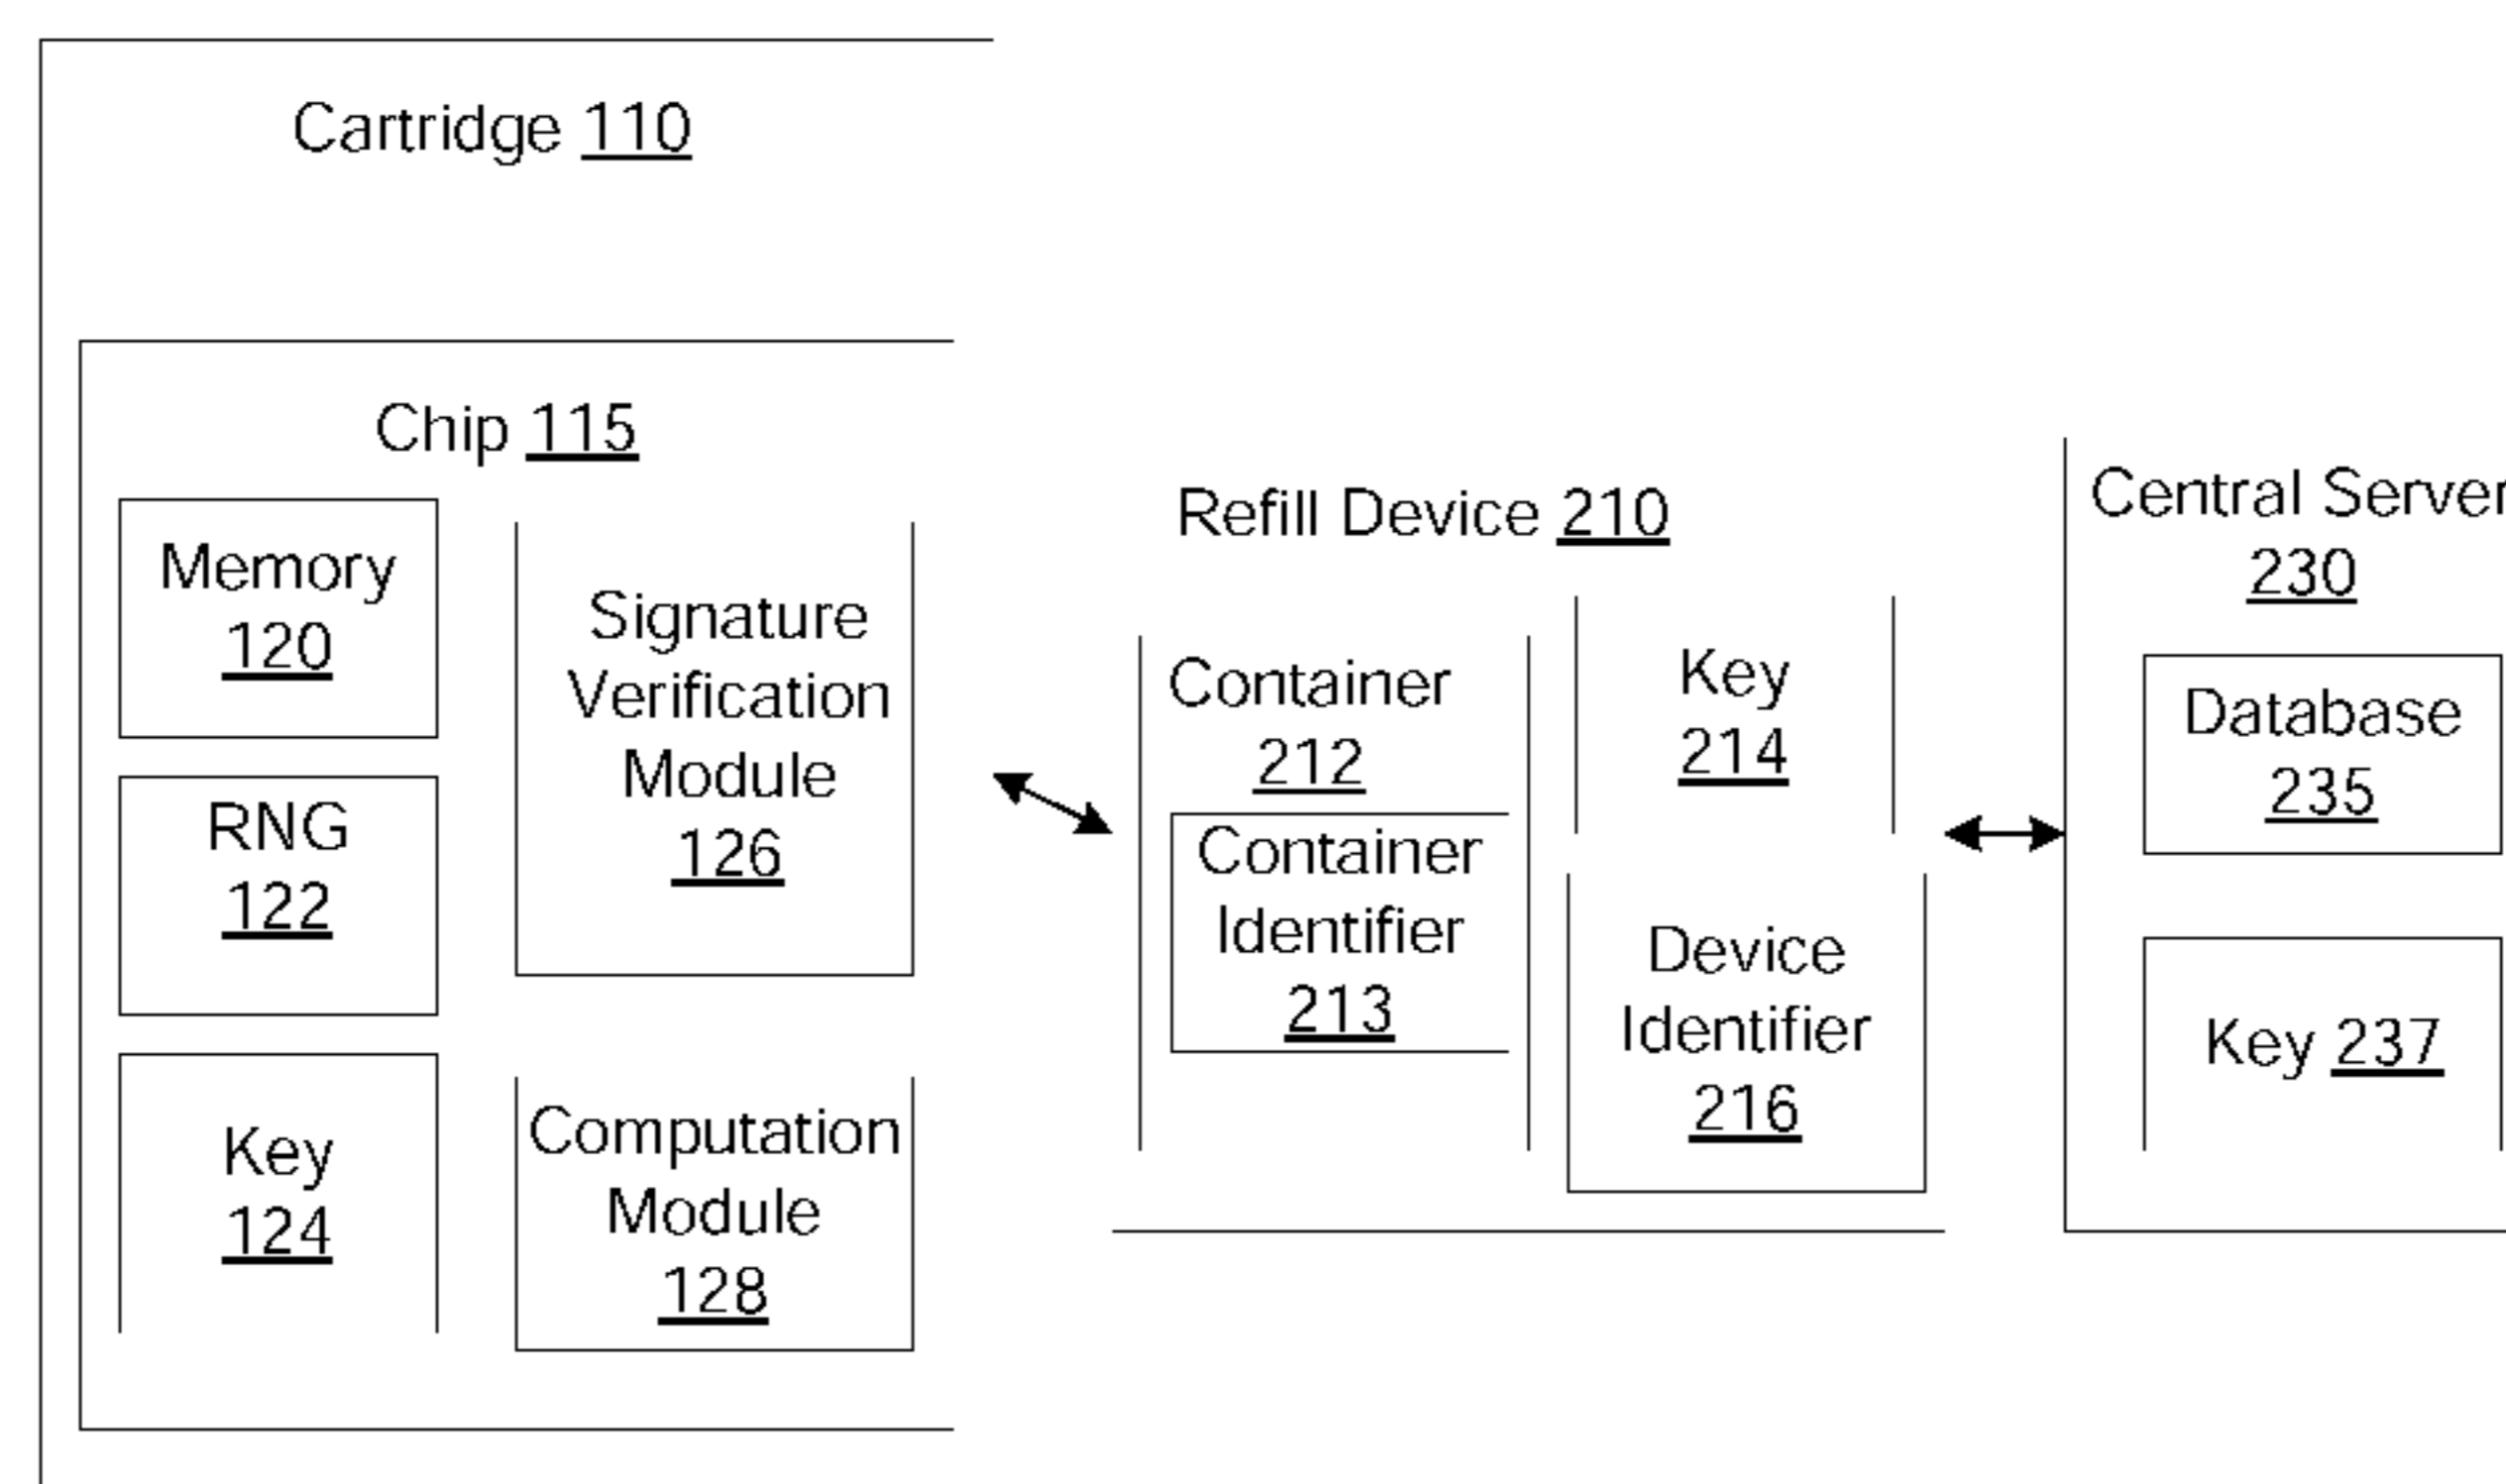 Cartridge 110
Chip 115
Memory
120
RNG
122
Key
124
Signature
Verification
Module
126
Computation
Module
128
Refill Device 210
Container
212
Container
Identifier
213
Key
214
Device
Identifier
216
Central Server
230
Database
235
Key 237